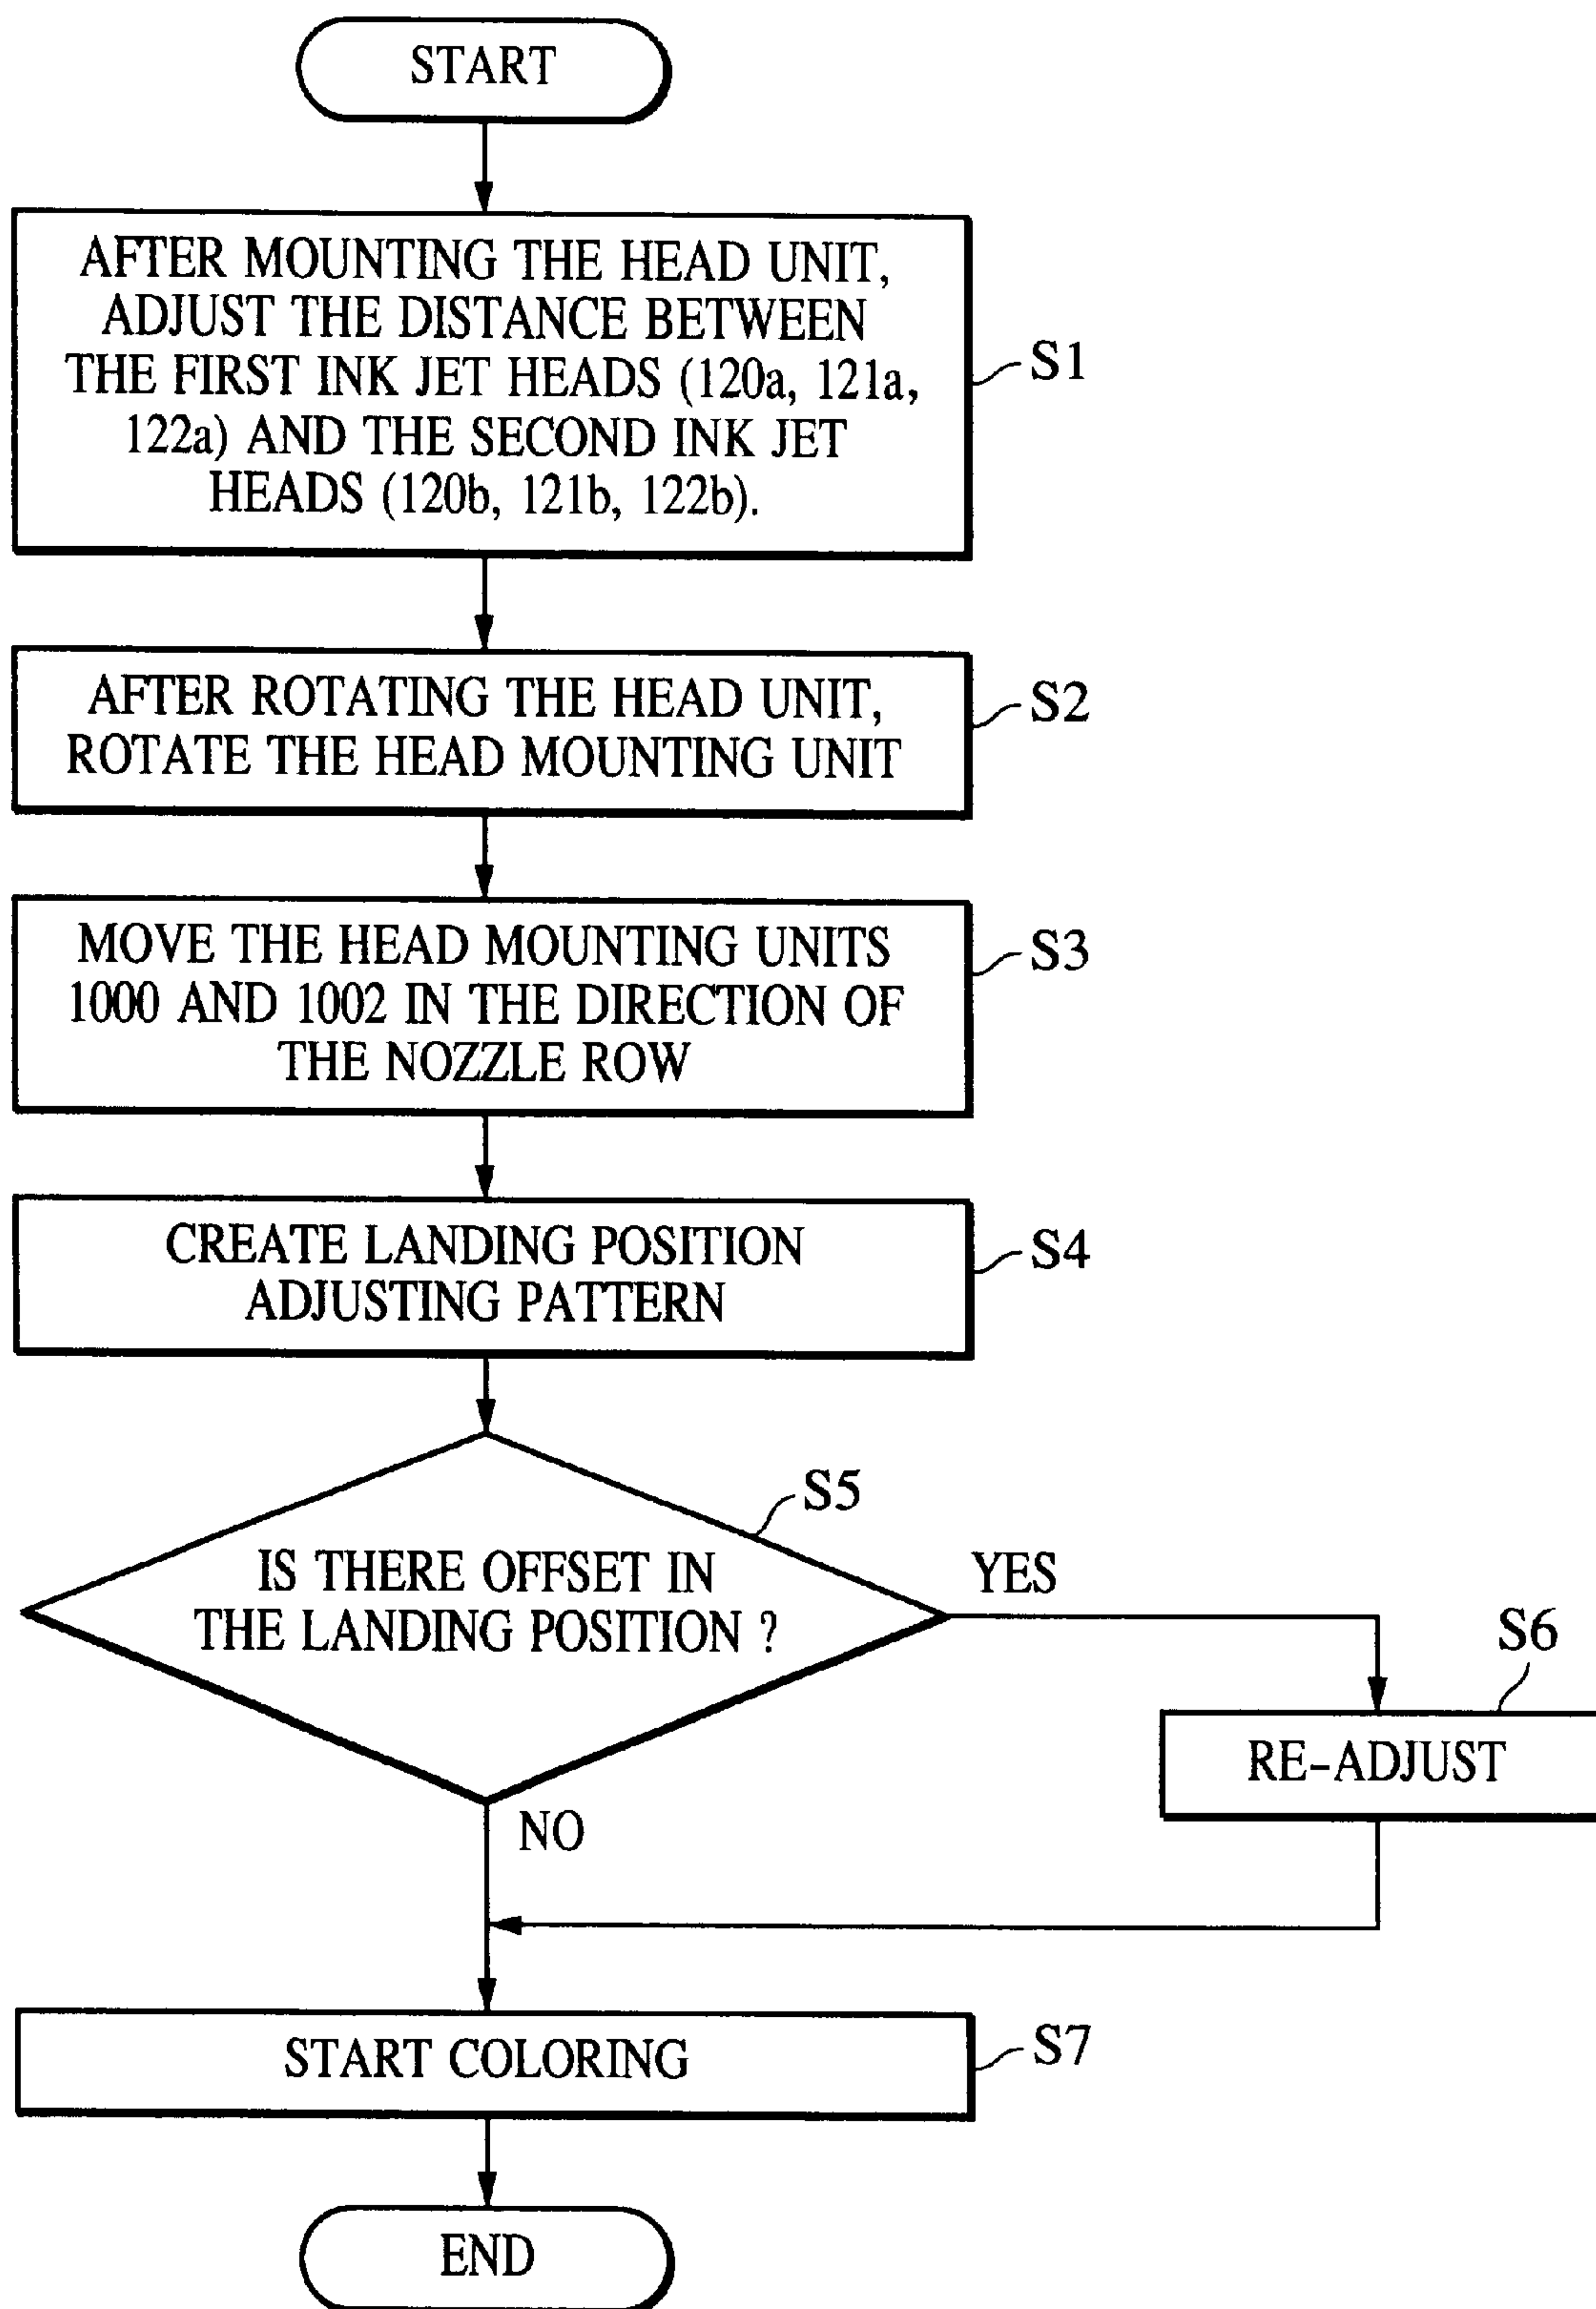 START
AFTER MOUNTING THE HEAD UNIT,
ADJUST THE DISTANCE BETWEEN
THE FIRST INK JET HEADS (120a, 121a,
122a) AND THE SECOND INK JET
HEADS (120b, 121b, 122b).
S1
AFTER ROTATING THE HEAD UNIT,
ROTATE THE HEAD MOUNTING UNIT
S2
MOVE THE HEAD MOUNTING UNITS
1000 AND 1002 IN THE DIRECTION OF
THE NOZZLE ROW
S3
CREATE LANDING POSITION
ADJUSTING PATTERN
S4
S5
IS THERE OFFSET IN
THE LANDING POSITION ?
YES
S6
RE-ADJUST
NO
START COLORING
S7
END